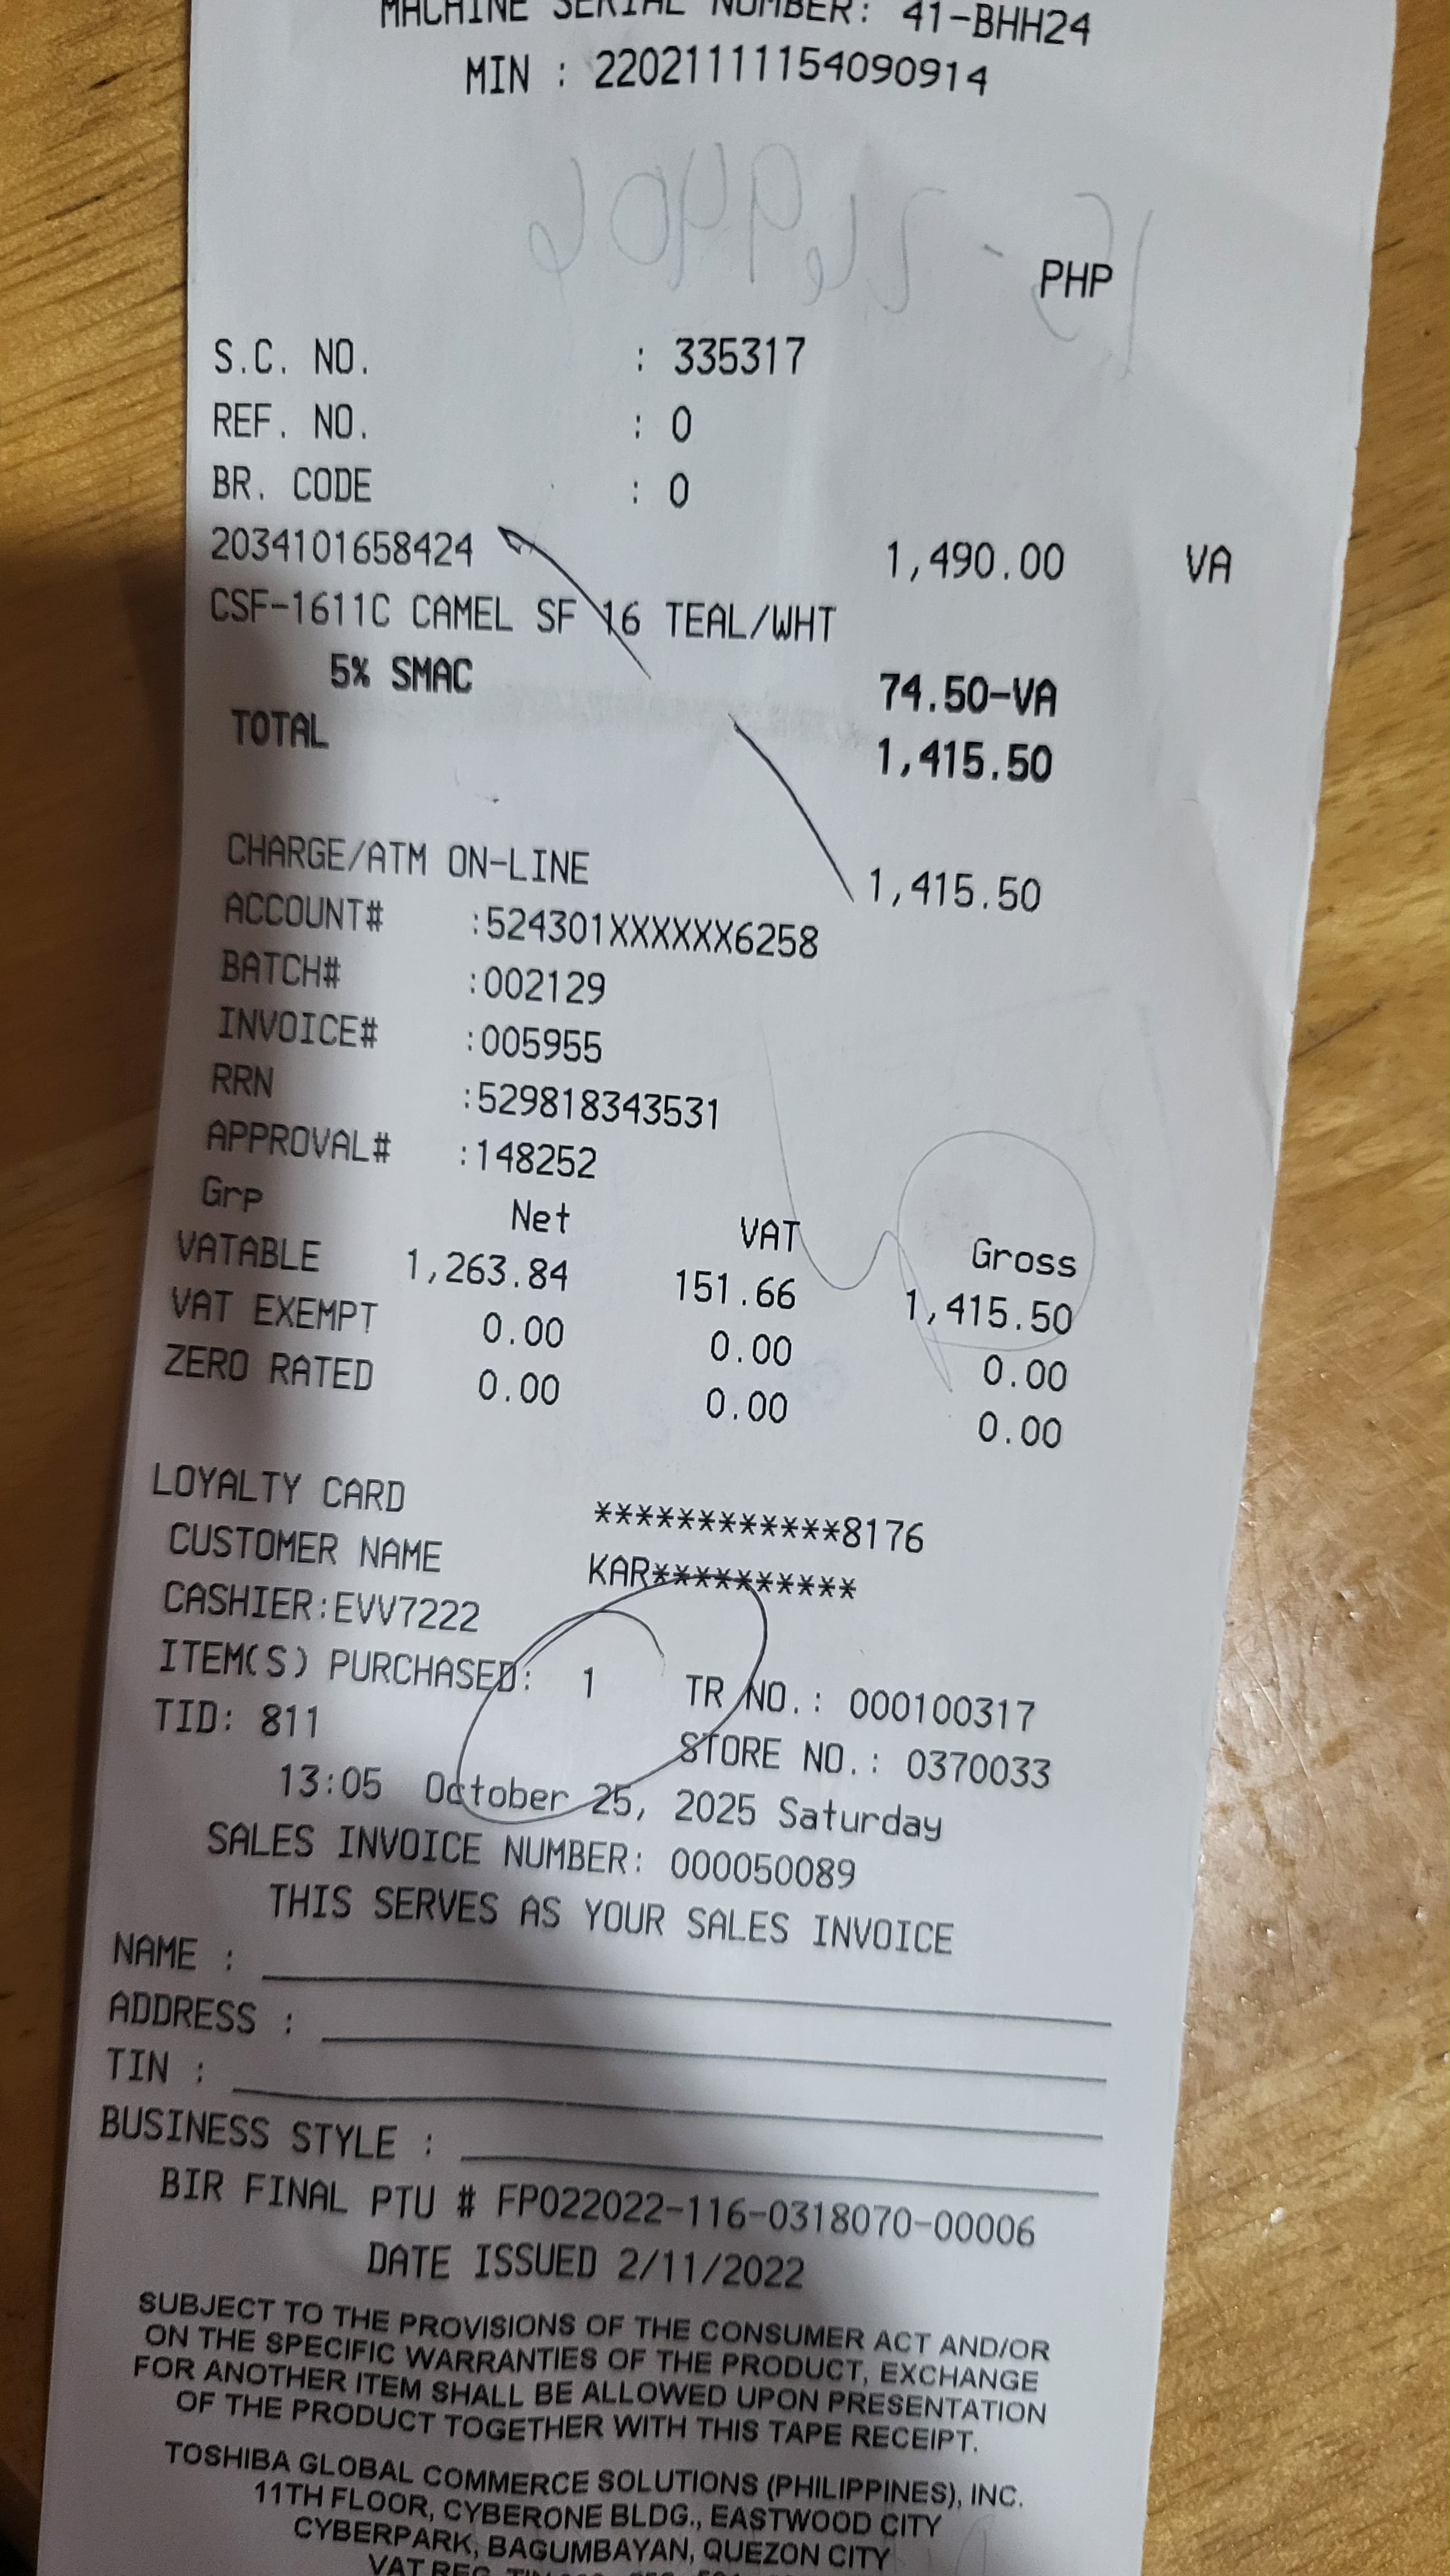 MACHINE SERIAL NUMBER: 41-BHH24
MIN : 22021111154090914
PHP
S.C. NO. : 335317
REF. NO. : 0
BR. CODE : 0
2034101658424 1,490.00 VA
CSF-1611C CAMEL SF 16 TEAL/WHT
5% SMAC 74.50-VA
TOTAL 1,415.50
CHARGE/ATM ON-LINE 1,415.50
ACCOUNT# :524301XXXXXX6258
BATCH# :002129
INVOICE# :005955
RRN :529818343531
APPROVAL# :148252
Grp Net VAT Gross
VATABLE 1,263.84 151.66 1,415.50
VAT EXEMPT 0.00 0.00 0.00
ZERO RATED 0.00 0.00 0.00
LOYALTY CARD ************8176
CUSTOMER NAME KAR**********
CASHIER:EVV7222
ITEM(S) PURCHASED: 1 TR NO.: 000100317
TID: 811 STORE NO.: 0370033
13:05 October 25, 2025 Saturday
SALES INVOICE NUMBER: 000050089
THIS SERVES AS YOUR SALES INVOICE
NAME :
ADDRESS :
TIN :
BUSINESS STYLE :
BIR FINAL PTU # FP022022-116-0318070-00006
DATE ISSUED 2/11/2022
SUBJECT TO THE PROVISIONS OF THE CONSUMER ACT AND/OR
ON THE SPECIFIC WARRANTIES OF THE PRODUCT, EXCHANGE
FOR ANOTHER ITEM SHALL BE ALLOWED UPON PRESENTATION
OF THE PRODUCT TOGETHER WITH THIS TAPE RECEIPT.
TOSHIBA GLOBAL COMMERCE SOLUTIONS (PHILIPPINES), INC.
11TH FLOOR, CYBERONE BLDG., EASTWOOD CITY
CYBERPARK, BAGUMBAYAN, QUEZON CITY
VAT REG.